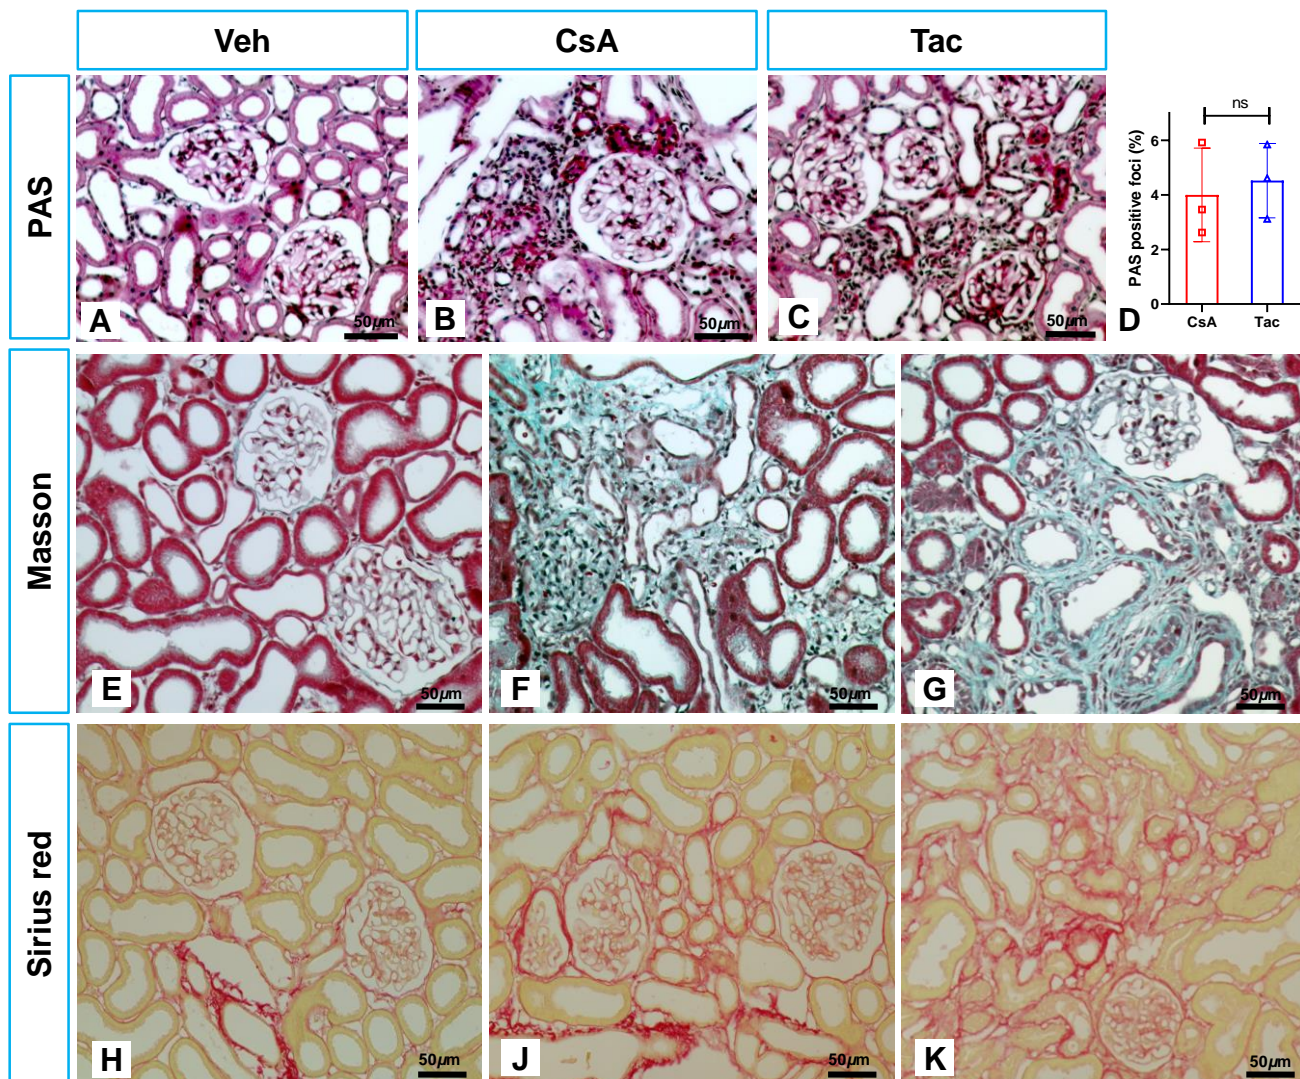 Veh
CsA
Tac
PAS
A
50µm
B
50µm
C
50µm
D
ns
PAS positive foci (%)
6
4
2
0
CsA
Tac
Masson
E
50µm
F
50µm
G
50µm
Sirius red
H
50µm
J
50µm
K
50µm